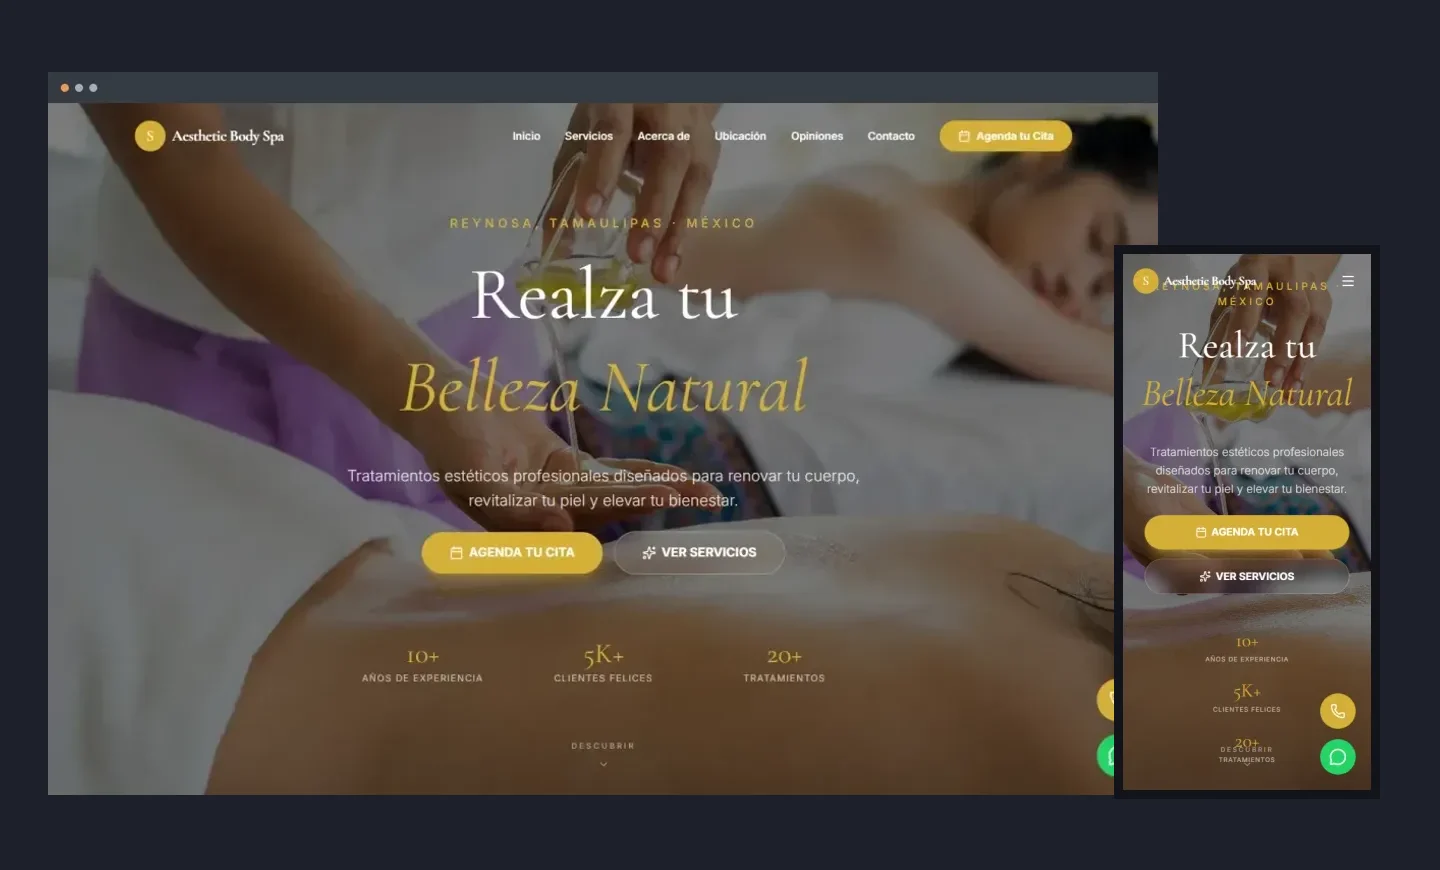 S Aesthetic Body Spa
Inicio Servicios Acerca de Ubicación Opiniones Contacto Agenda tu Cita
REYNOSA, TAMAULIPAS · MÉXICO
Realza tu
Belleza Natural
Tratamientos estéticos profesionales diseñados para renovar tu cuerpo,
revitalizar tu piel y elevar tu bienestar.
AGENDA TU CITA VER SERVICIOS
10+ 5K+ 20+
AÑOS DE EXPERIENCIA CLIENTES FELICES TRATAMIENTOS
DESCUBRIR
S Aesthetic Body Spa
REYNOSA, TAMAULIPAS ·
MÉXICO
Realza tu
Belleza Natural
Tratamientos estéticos profesionales
diseñados para renovar tu cuerpo,
revitalizar tu piel y elevar tu bienestar.
AGENDA TU CITA
VER SERVICIOS
10+
AÑOS DE EXPERIENCIA
5K+
CLIENTES FELICES
20+
DESCUBRIR
TRATAMIENTOS